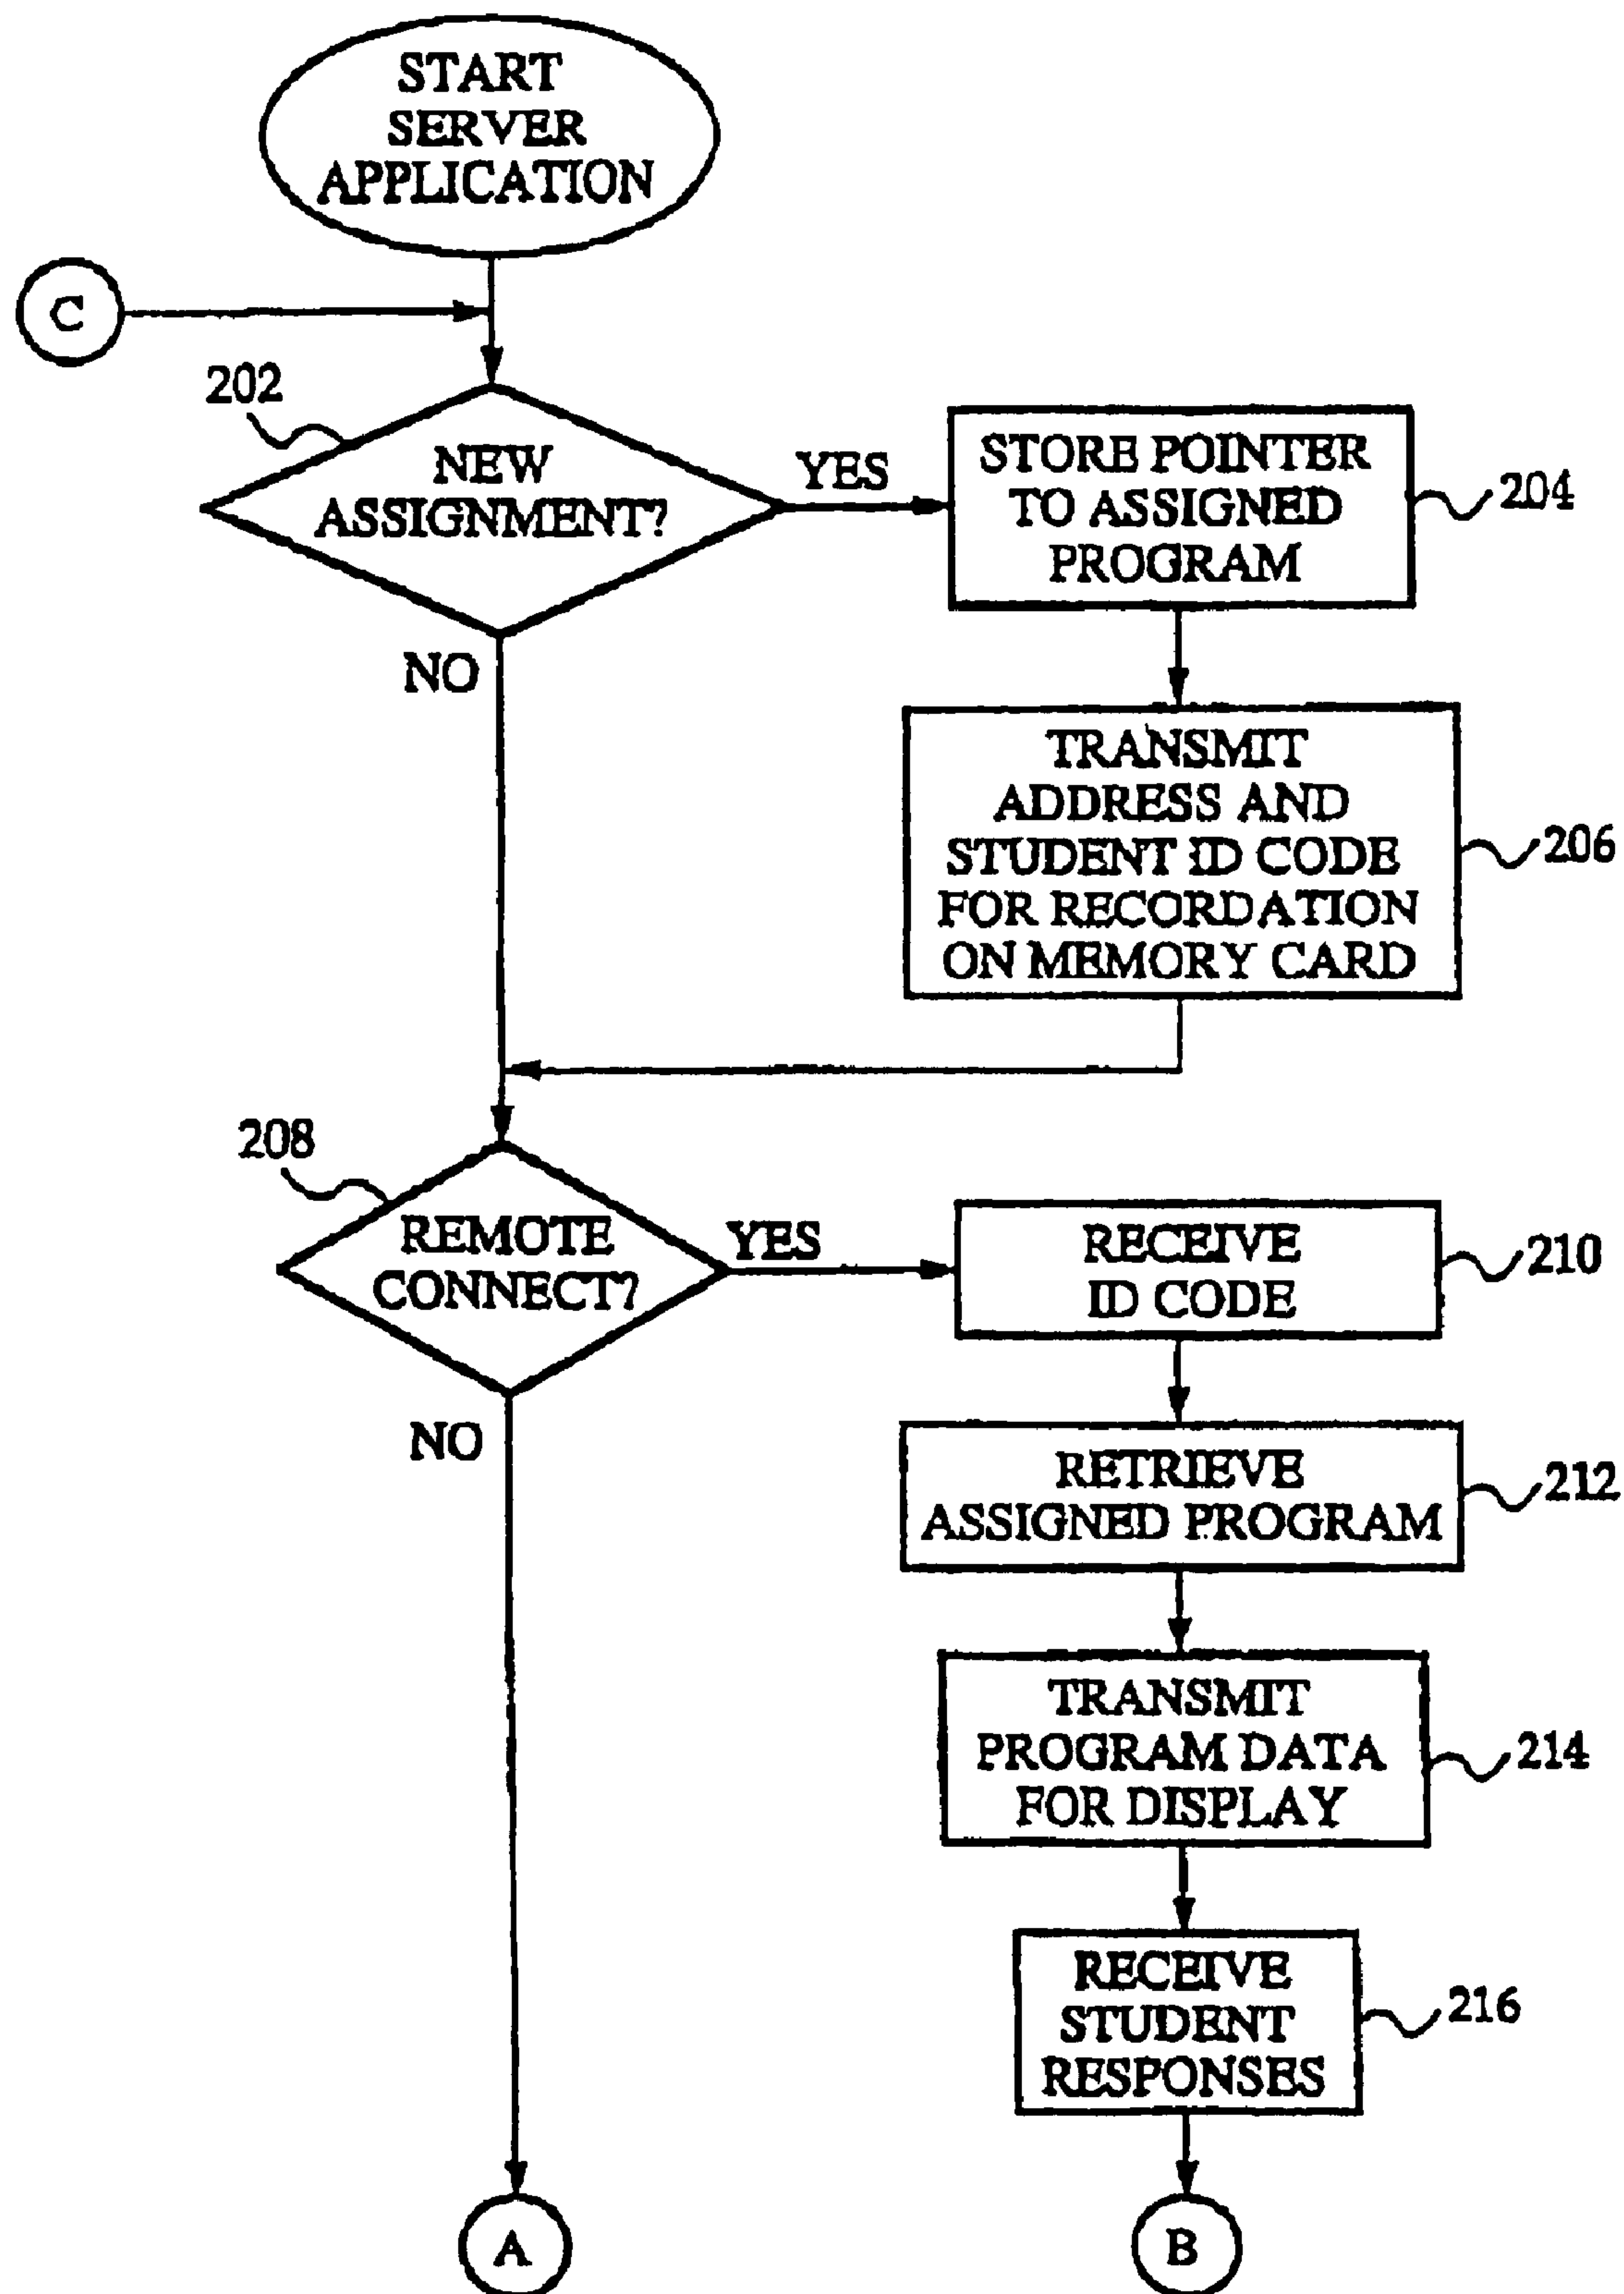 START
SERVER
APPLICATION
C
202
NEW
ASSIGNMENT?
YES
STORE POINTER
TO ASSIGNED
PROGRAM
204
NO
TRANSMIT
ADDRESS AND
STUDENT ID CODE
FOR RECORDATION
ON MEMORY CARD
206
208
REMOTE
CONNECT?
YES
RECEIVE
ID CODE
210
NO
RETRIEVE
ASSIGNED PROGRAM
212
TRANSMIT
PROGRAM DATA
FOR DISPLAY
214
RECEIVE
STUDENT
RESPONSES
216
A
B